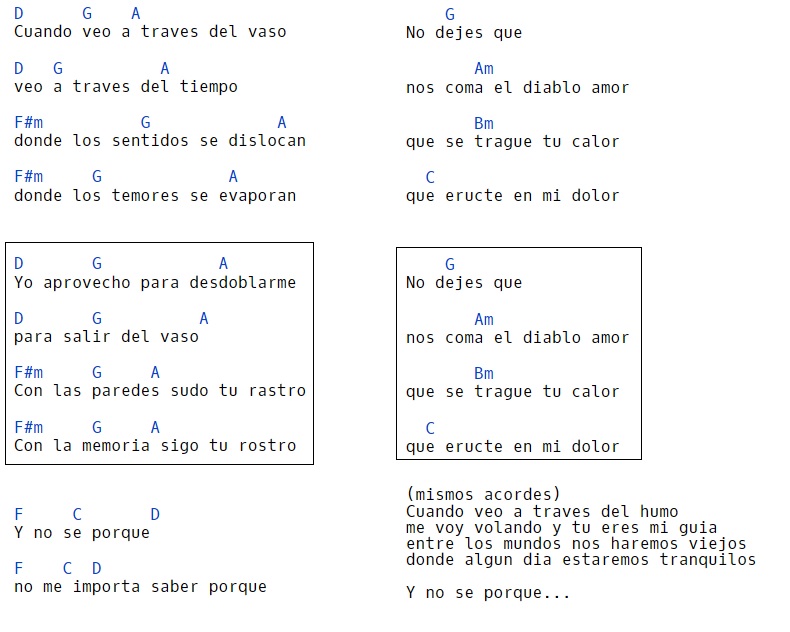 D      G    A
Cuando veo a traves del vaso
D   G          A
veo a traves del tiempo
F#m          G             A
donde los sentidos se dislocan
F#m     G             A
donde los temores se evaporan
D       G            A
Yo aprovecho para desdoblarme
D       G          A
para salir del vaso
F#m     G     A
Con las paredes sudo tu rastro
F#m     G     A
Con la memoria sigo tu rostro
F     C       D
Y no se porque
F    C  D
no me importa saber porque
G
No dejes que
Am
nos coma el diablo amor
Bm
que se trague tu calor
C
que eructe en mi dolor
G
No dejes que
Am
nos coma el diablo amor
Bm
que se trague tu calor
C
que eructe en mi dolor
(mismos acordes)
Cuando veo a traves del humo
me voy volando y tu eres mi guia
entre los mundos nos haremos viejos
donde algun dia estaremos tranquilos
Y no se porque...